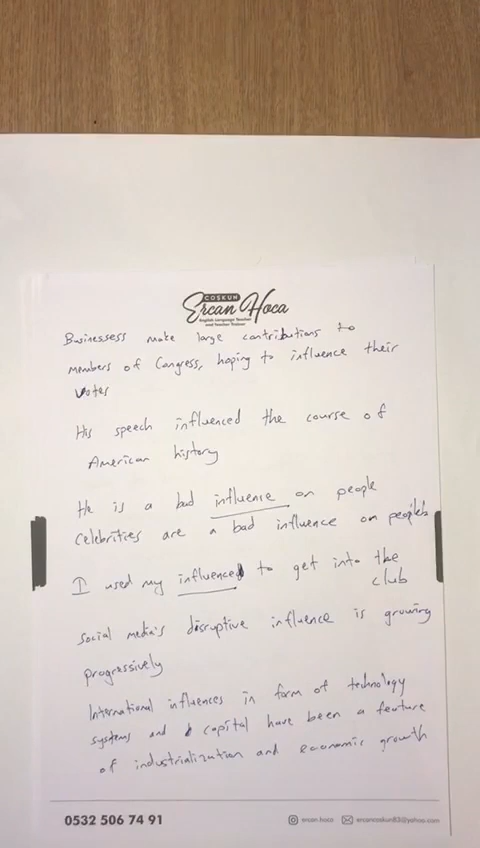 COSKUN
Ercan Hoca
English Language Teacher
and Teacher Trainer
Businessess make large contributions to
members of Congress, hoping to influence their
votes
His speech influenced the course of
American history
He is a bad influence on people
Celebrities are a bad influence on people
I used my influence to get into the
club
Social media's disruptive influence is growing
progressively
International influences in form of technology
systems and capital have been a feature
of industrialization and economic growth
0532 506 74 91
ercan.hoca
ercancoskun83@yahoo.com